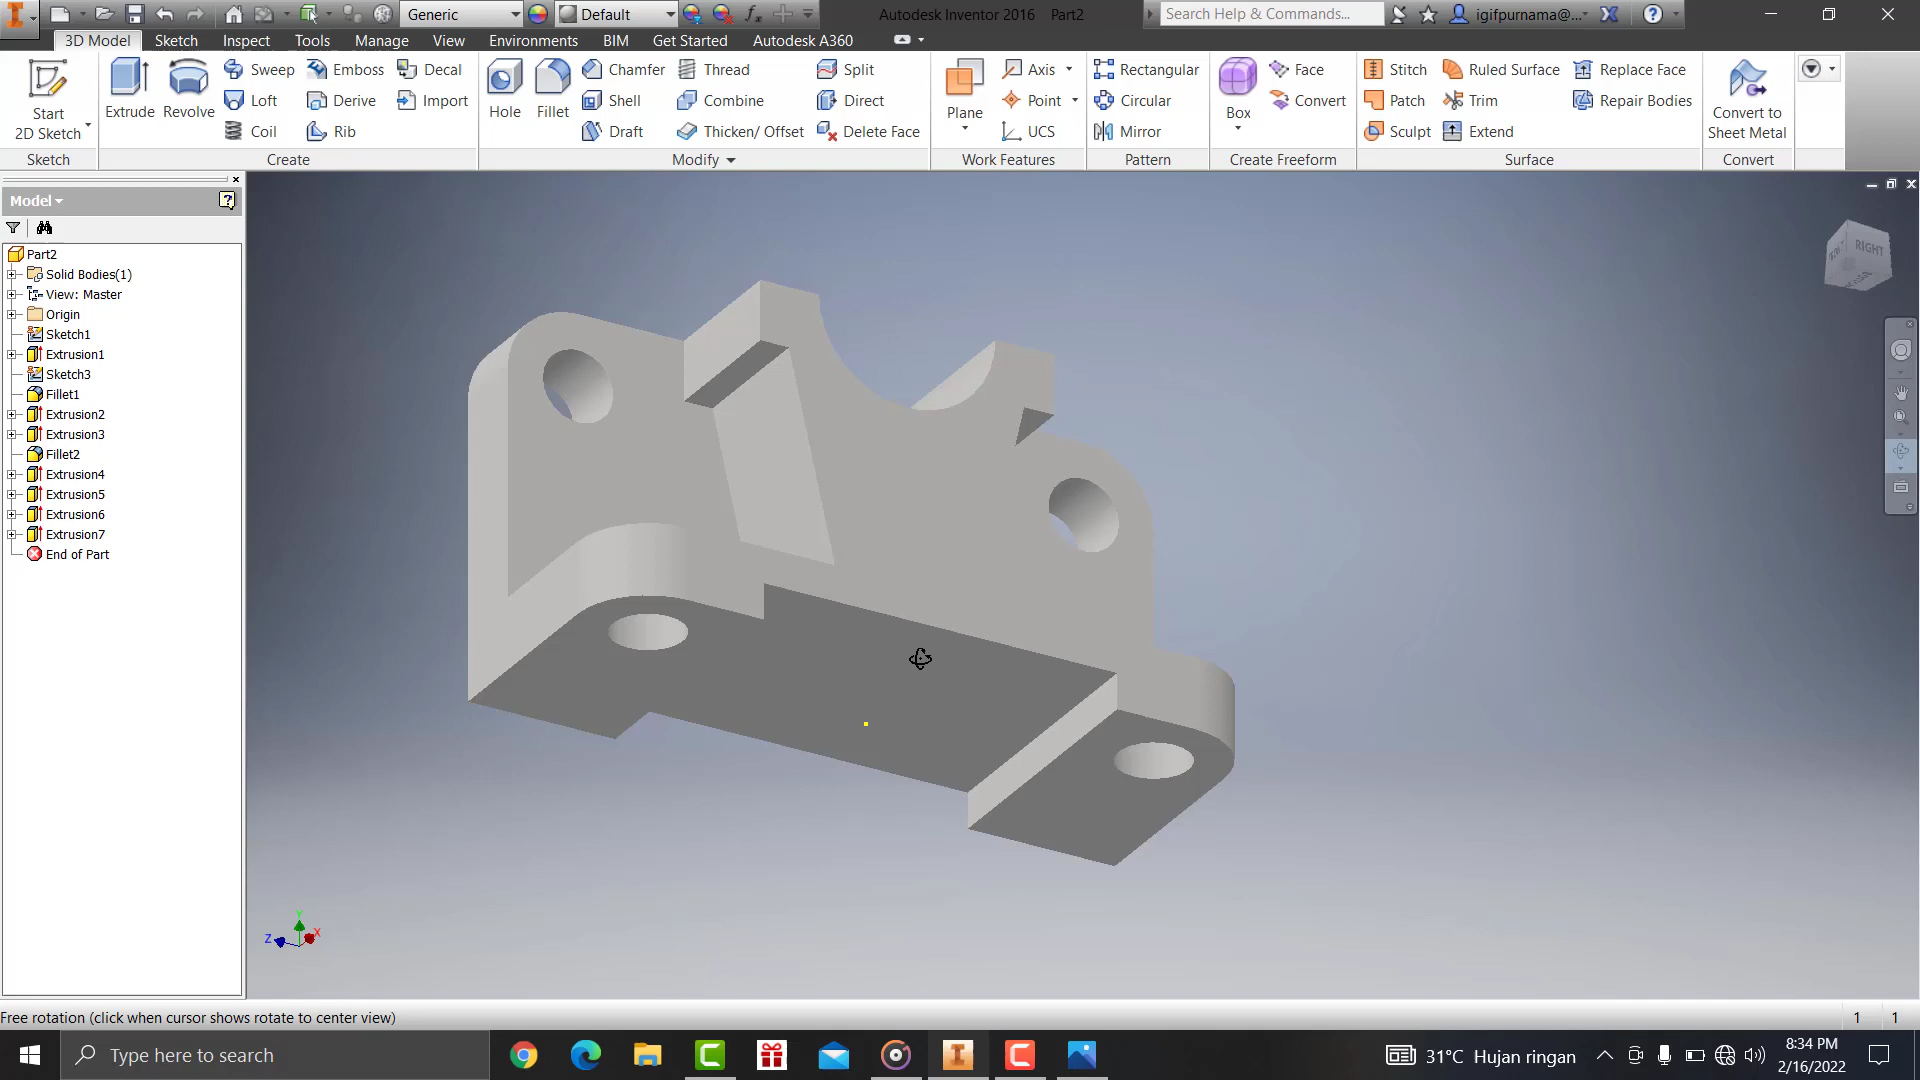 Generic
Default
Autodesk Inventor 2016 Part2
Search Help & Commands...
igifpurnama@...
3D Model
Sketch
Inspect
Tools
Manage
View
Environments
BIM
Get Started
Autodesk A360
Start
2D Sketch
Extrude
Revolve
Sweep
Emboss
Decal
Loft
Derive
Import
Coil
Rib
Hole
Fillet
Chamfer
Thread
Split
Shell
Combine
Direct
Draft
Thicken/ Offset
Delete Face
Plane
Axis
Point
UCS
Rectangular
Circular
Mirror
Box
Face
Convert
Stitch
Ruled Surface
Replace Face
Patch
Trim
Repair Bodies
Sculpt
Extend
Convert to
Sheet Metal
Sketch
Create
Modify
Work Features
Pattern
Create Freeform
Surface
Convert
Model
Part2
Solid Bodies(1)
View: Master
Origin
Sketch1
Extrusion1
Sketch3
Fillet1
Extrusion2
Extrusion3
Fillet2
Extrusion4
Extrusion5
Extrusion6
Extrusion7
End of Part
RIGHT
Y
Z
X
Free rotation (click when cursor shows rotate to center view)
1 1
Type here to search
31°C Hujan ringan
8:34 PM
2/16/2022